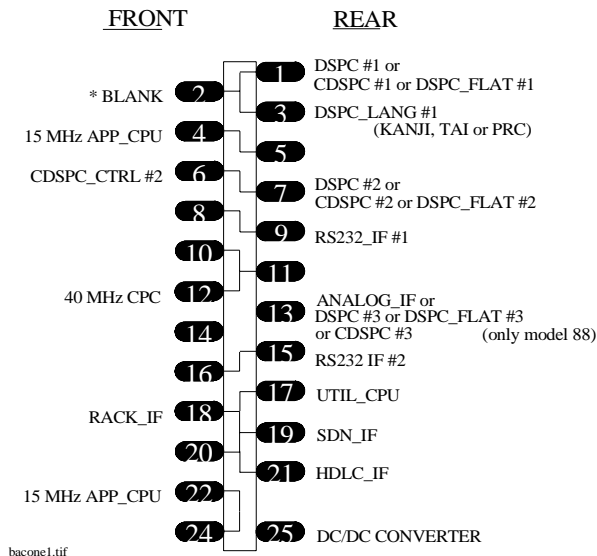 FRONT
REAR
1
DSPC #1 or
CDSPC #1 or DSPC_FLAT #1
* BLANK
2
3
DSPC_LANG #1
(KANJI, TAI or PRC)
15 MHz APP_CPU
4
5
CDSPC_CTRL #2
6
7
DSPC #2 or
CDSPC #2 or DSPC_FLAT #2
8
9
RS232_IF #1
10
11
40 MHz CPC
12
13
ANALOG_IF or
DSPC #3 or DSPC_FLAT #3
or CDSPC #3
(only model 88)
14
15
RS232 IF #2
16
17
UTIL_CPU
RACK_IF
18
19
SDN_IF
20
21
HDLC_IF
15 MHz APP_CPU
22
24
25
DC/DC CONVERTER
bacone1.tif